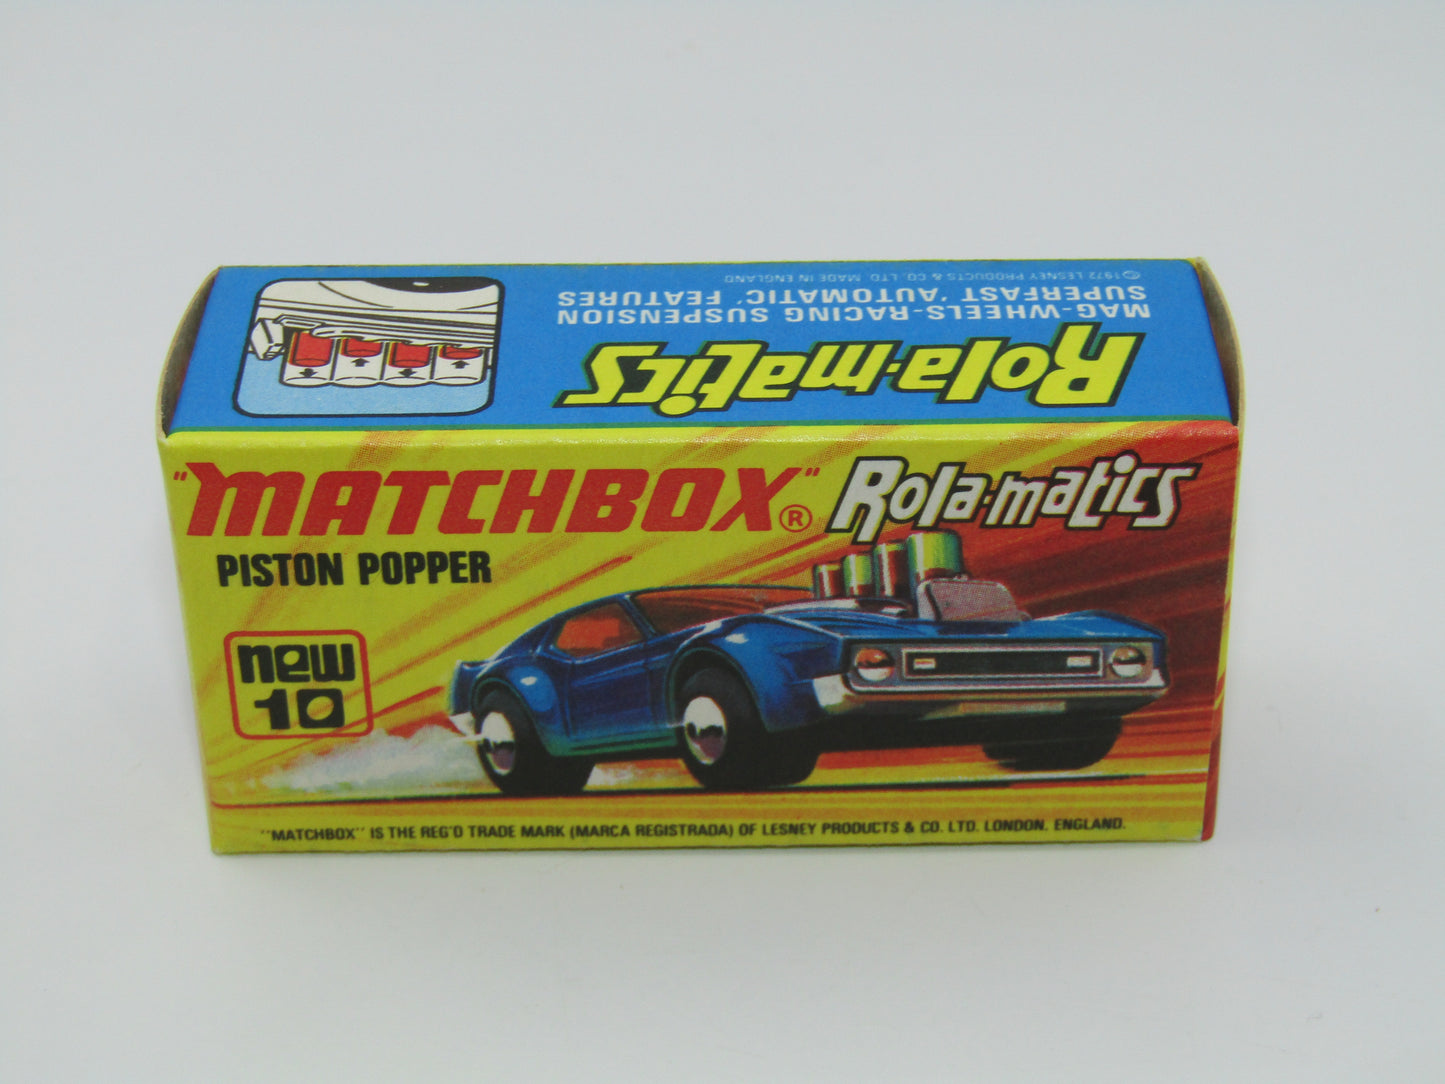 "MATCHBOX"® Rola-matics
PISTON POPPER
new
10
"MATCHBOX" IS THE REG'D TRADE MARK (MARCA REGISTRADA) OF LESNEY PRODUCTS & CO. LTD. LONDON. ENGLAND.
Rola-matics
MAG-WHEELS-RACING SUSPENSION
SUPERFAST 'AUTOMATIC' FEATURES
©1972 LESNEY PRODUCTS & CO. LTD. MADE IN ENGLAND